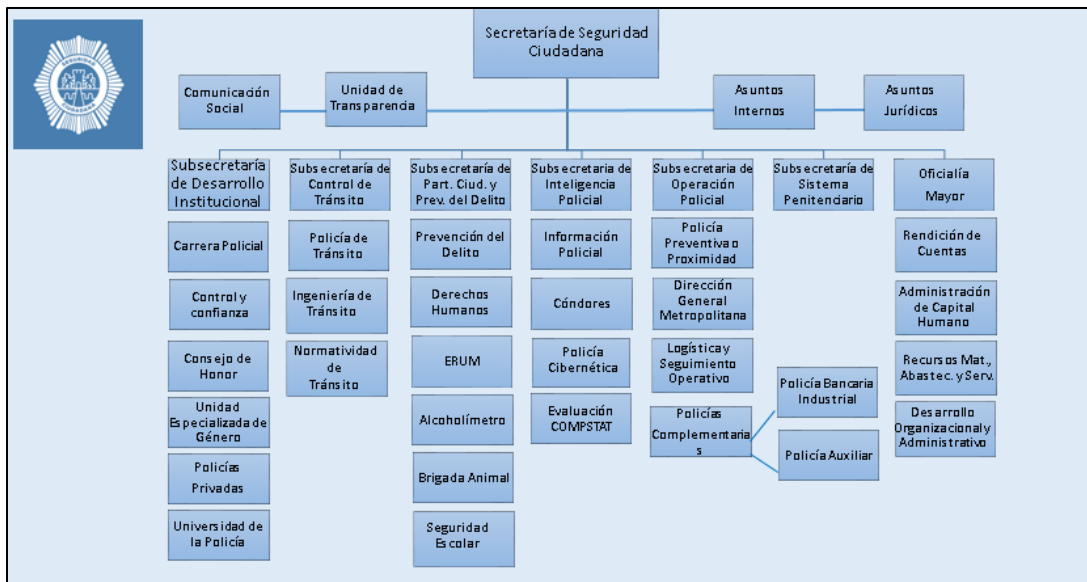 Secretaría de Seguridad
Ciudadana
Comunicación
Social
Unidad de
Transparencia
Asuntos
Internos
Asuntos
Jurídicos
Subsecretaría
de Desarrollo
Institucional
Subsecretaría de
Control de
Tránsito
Subsecretaría de
Part. Ciud. y
Prev. del Delito
Subsecretaria de
Inteligencia
Policial
Subsecretaria de
Operación
Policial
Subsecretaria de
Sistema
Penitenciario
Oficialía
Mayor
Carrera Policial
Control y
confianza
Consejo de
Honor
Unidad
Especializada de
Género
Policías
Privadas
Universidad de
la Policía
Policía de
Tránsito
Ingeniería de
Tránsito
Normatividad
de
Tránsito
Prevención del
Delito
Derechos
Humanos
ERUM
Alcoholímetro
Brigada Animal
Seguridad
Escolar
Información
Policial
Cóndores
Policía
Cibernética
Evaluación
COMPSTAT
Policía
Preventiva o
Proximidad
Dirección
General
Metropolitana
Logística y
Seguimiento
Operativo
Policías
Complementaria
s
Policía Bancaria
Industrial
Policía Auxiliar
Rendición de
Cuentas
Administración
de Capital
Humano
Recursos Mat.,
Abastec. y Serv.
Desarrollo
Organizacional y
Administrativo
SEGURIDAD
CIUDADANA